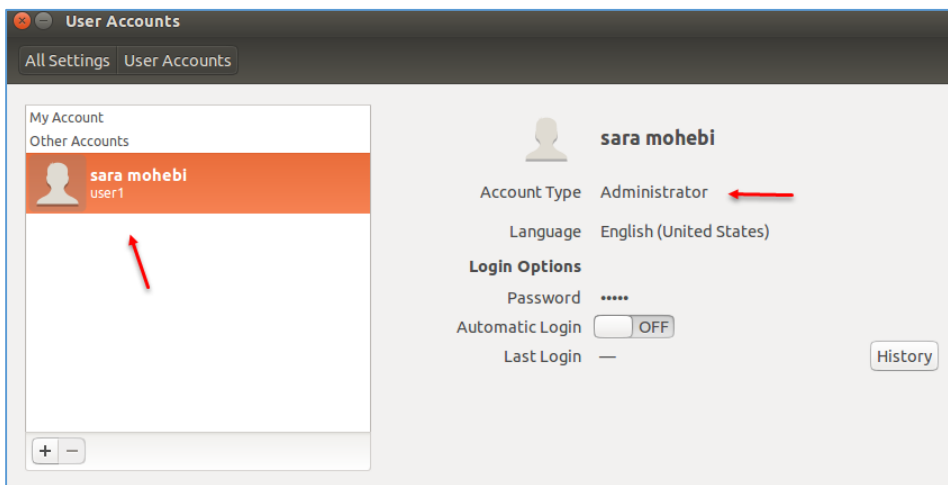 User Accounts
All Settings User Accounts
My Account
Other Accounts
sara mohebi
user1
+ −
sara mohebi
Account Type Administrator
Language English (United States)
Login Options
Password •••••
Automatic Login OFF
Last Login —
History